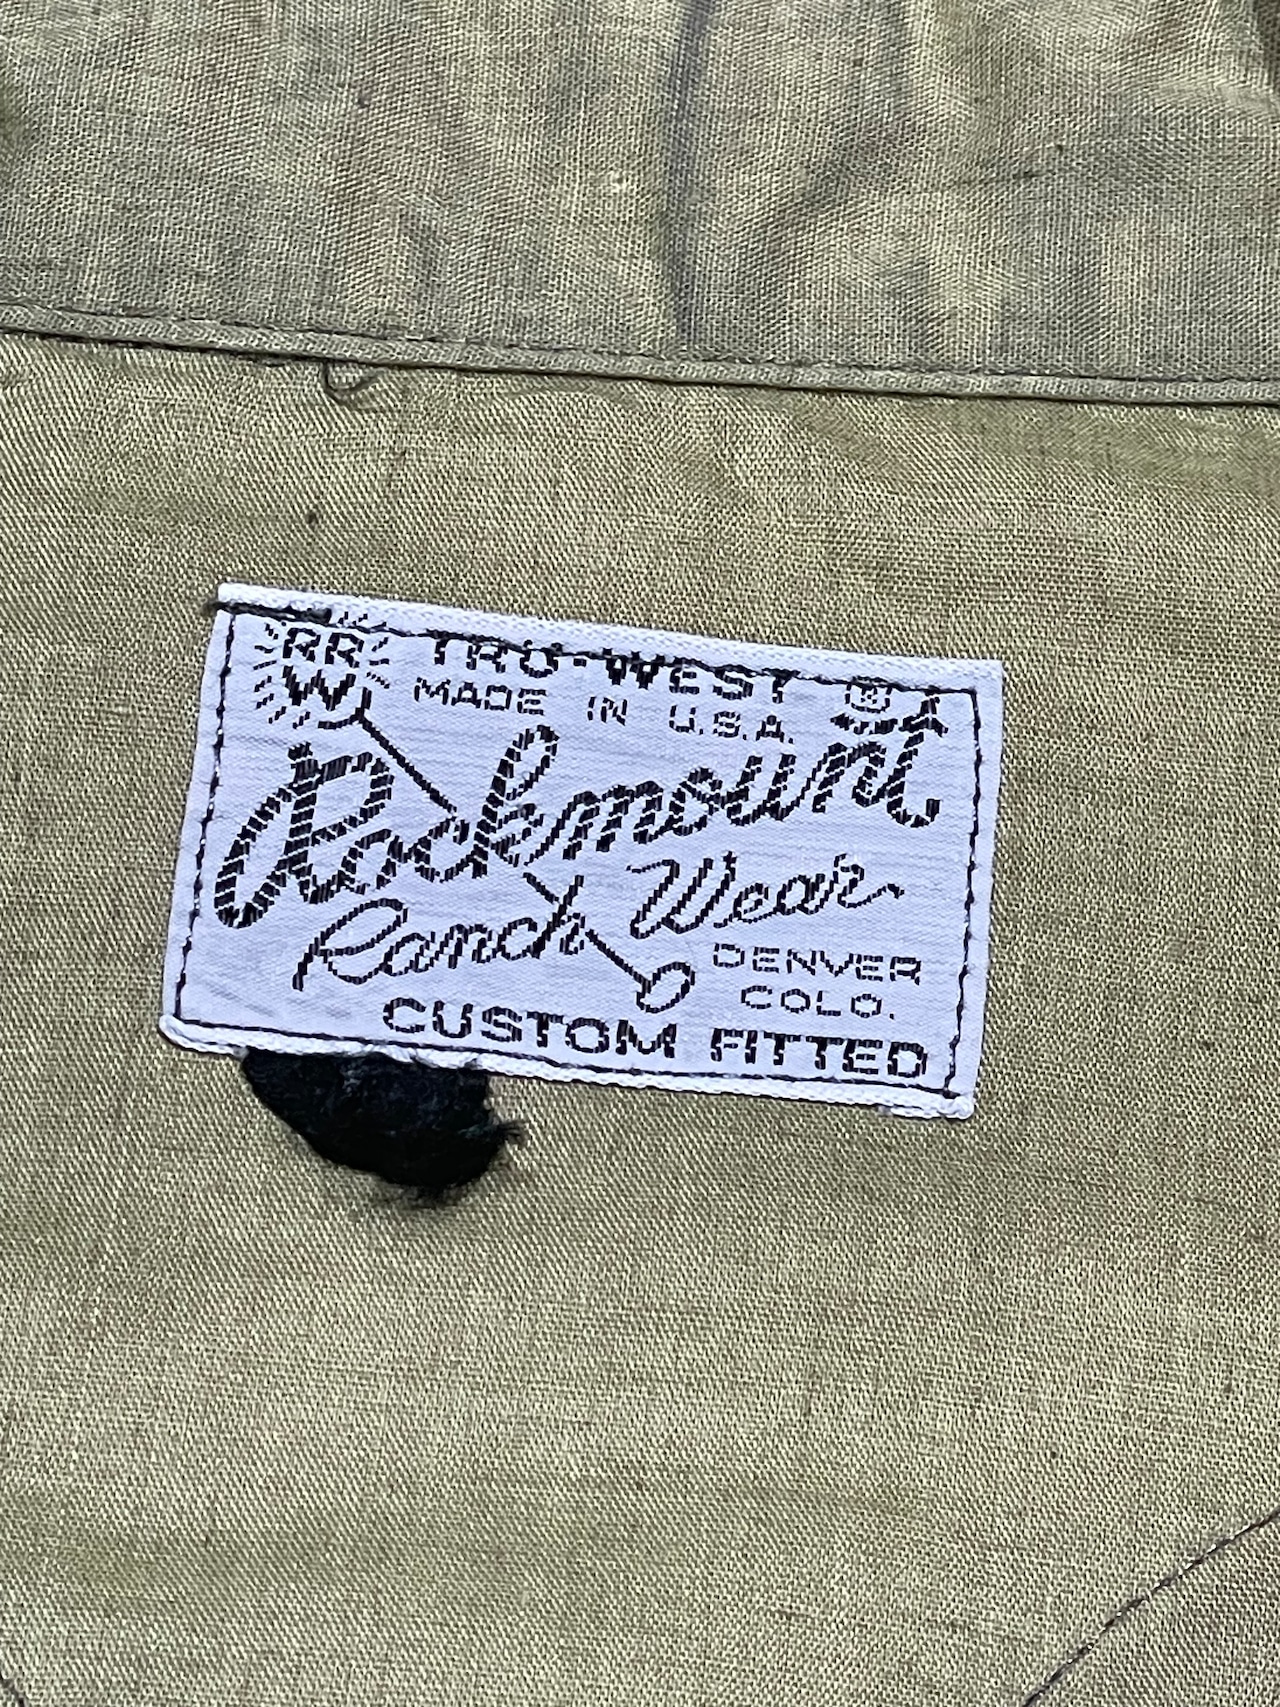 RR
W
TRU-WEST ®
MADE IN U.S.A.
Rockmount
Ranch Wear
DENVER
COLO.
CUSTOM FITTED